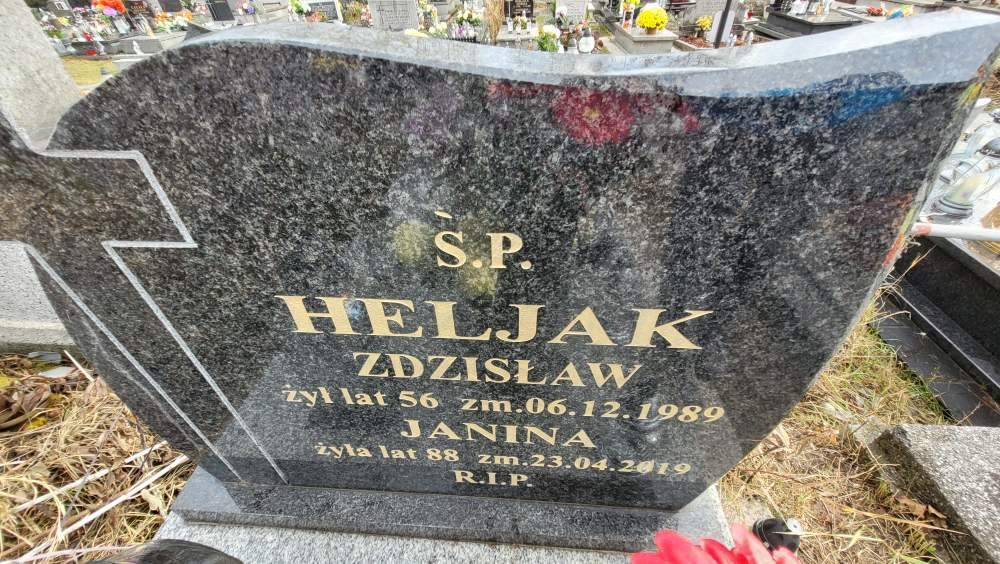 Ś.P.
HELJAK
ZDZISŁAW
żył lat 56 zm.06.12.1989
JANINA
żyła lat 88 zm.23.04.2019
R.I.P.